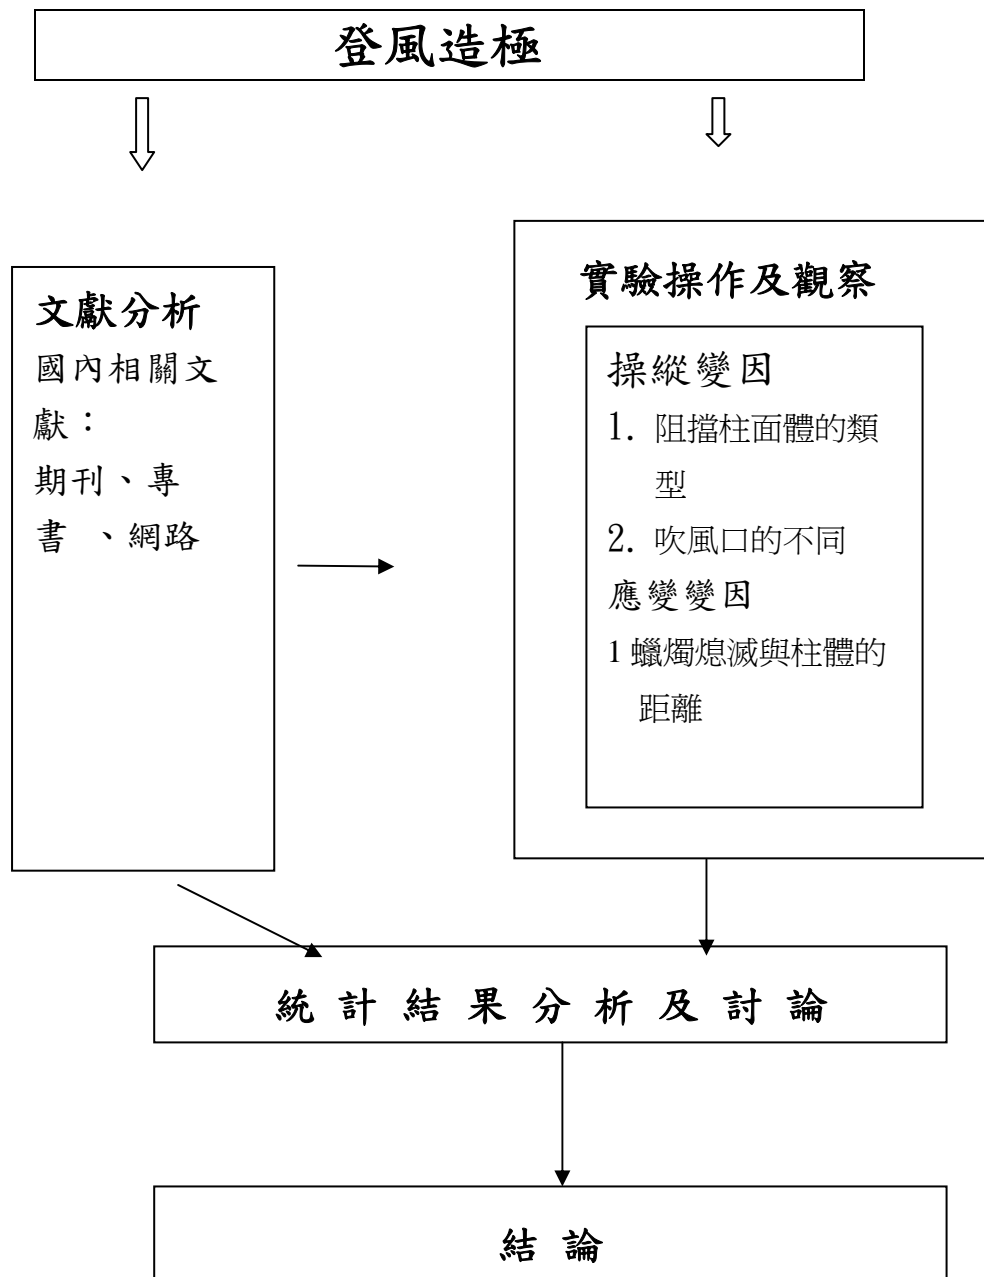 登風造極
文獻分析
國內相關文
獻：
期刊、專
書 、網路
實驗操作及觀察
操縱變因
1. 阻擋柱面體的類
型
2. 吹風口的不同
應變變因
1 蠟燭熄滅與柱體的
距離
統 計 結 果 分 析 及 討 論
結 論